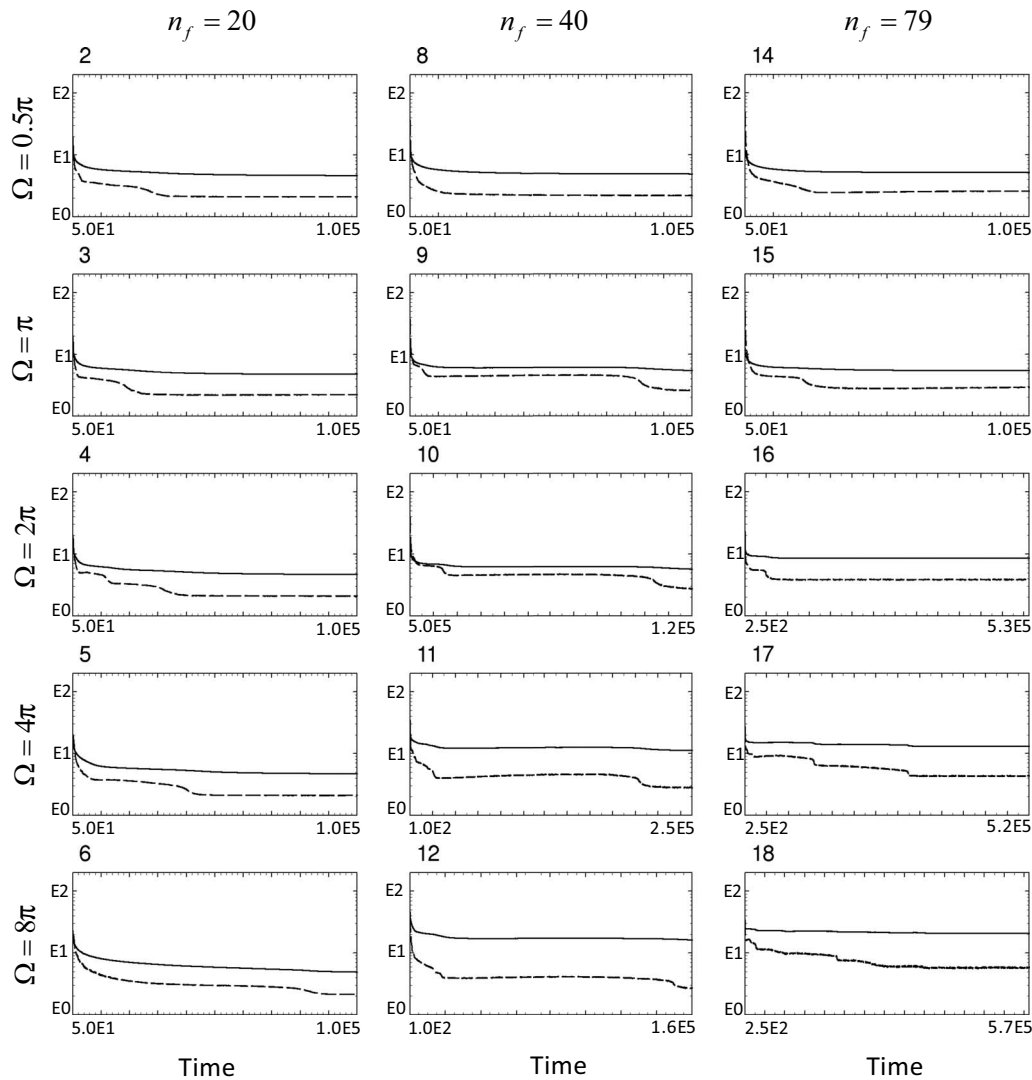 n_f = 20 n_f = 40 n_f = 79
2 8 14
Ω = 0.5π
E2 E2 E2
E1 E1 E1
E0 E0 E0
5.0E1 1.0E5 5.0E1 1.0E5 5.0E1 1.0E5
3 9 15
Ω = π
E2 E2 E2
E1 E1 E1
E0 E0 E0
5.0E1 1.0E5 5.0E1 1.0E5 5.0E1 1.0E5
4 10 16
Ω = 2π
E2 E2 E2
E1 E1 E1
E0 E0 E0
5.0E1 1.0E5 5.0E5 1.2E5 2.5E2 5.3E5
5 11 17
Ω = 4π
E2 E2 E2
E1 E1 E1
E0 E0 E0
5.0E1 1.0E5 1.0E2 2.5E5 2.5E2 5.2E5
6 12 18
Ω = 8π
E2 E2 E2
E1 E1 E1
E0 E0 E0
5.0E1 1.0E5 1.0E2 1.6E5 2.5E2 5.7E5
Time Time Time